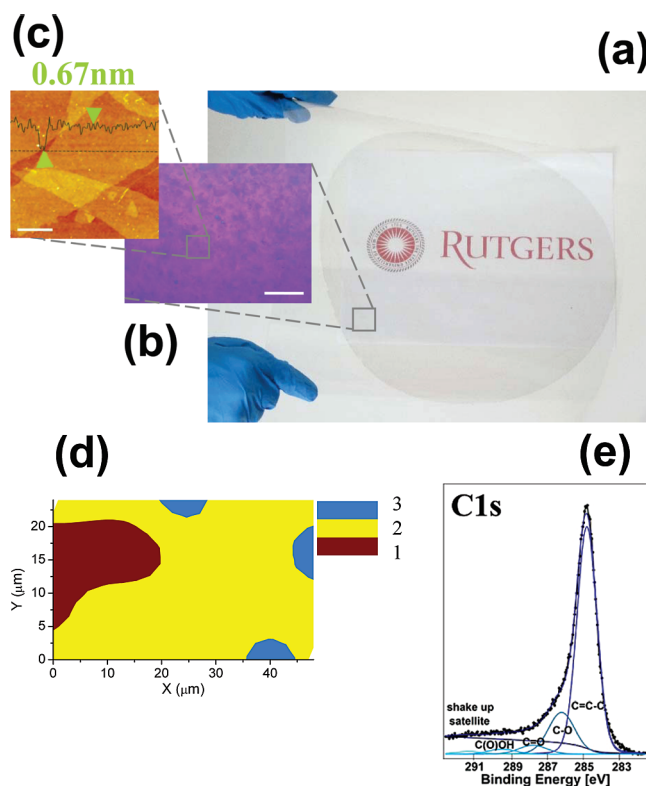 (c)
(a)
0.67nm
RUTGERS
(b)
(d)
(e)
3
2
1
20
15
10
5
0
Y (μm)
0 10 20 30 40
X (μm)
C1s
C=C-C
shake up
satellite
C-O
C=O
C(O)OH
291 289 287 285 283
Binding Energy [eV]